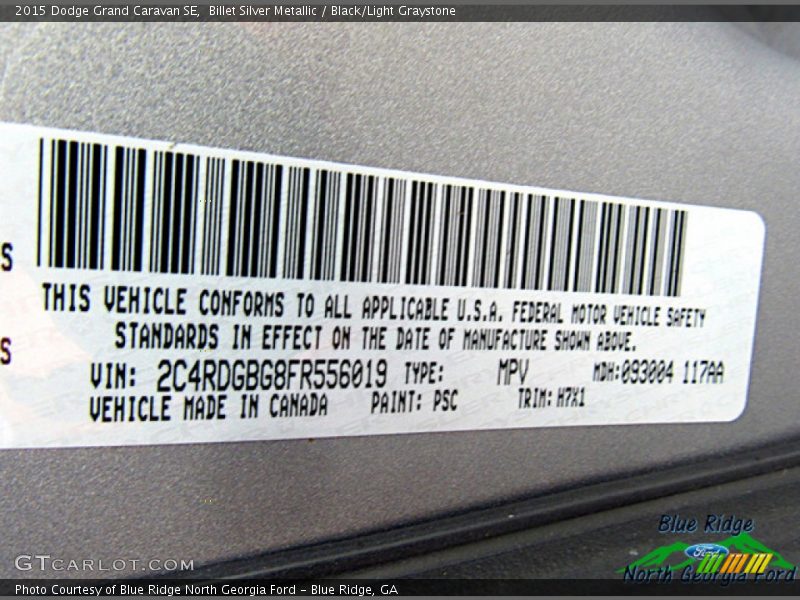 2015 Dodge Grand Caravan SE,  Billet Silver Metallic / Black/Light Graystone
S
THIS VEHICLE CONFORMS TO ALL APPLICABLE U.S.A. FEDERAL MOTOR VEHICLE SAFETY
STANDARDS IN EFFECT ON THE DATE OF MANUFACTURE SHOWN ABOVE.
S
VIN: 2C4RDGBG8FR556019 TYPE: MPV MDH:093004 117AA
VEHICLE MADE IN CANADA PAINT: PSC TRIM: H7X1
Blue Ridge
Ford
North Georgia Ford
GTCARLOT.COM
Photo Courtesy of Blue Ridge North Georgia Ford – Blue Ridge, GA